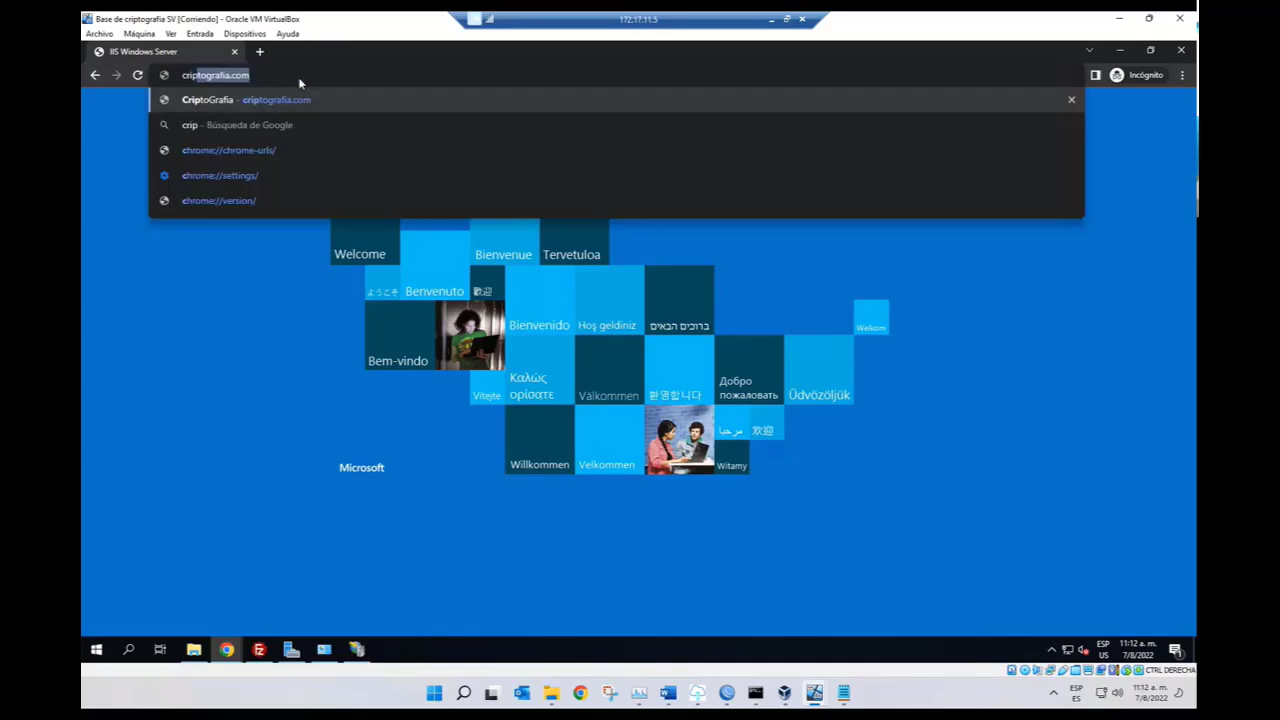 Base de criptografia SV [Corriendo] - Oracle VM VirtualBox
172.17.11.5
Archivo Máquina Ver Entrada Dispositivos Ayuda
IIS Windows Server
criptografia.com
Incógnito
CriptoGrafia - criptografia.com
crip - Búsqueda de Google
chrome://chrome-urls/
chrome://settings/
chrome://version/
Welcome
Bienvenue
Tervetuloa
ようこそ
Benvenuto
歡迎
Bienvenido
Hoş geldiniz
ברוכים הבאים
Welkom
Bem-vindo
Vítejte
Καλώς
ορίσατε
Välkommen
환영합니다
Добро
пожаловать
Üdvözöljük
مرحبا
欢迎
Microsoft
Willkommen
Velkommen
Witamy
ESP
US
11:12 a. m.
7/8/2022
CTRL DERECHA
ESP
ES
11:12 a. m.
7/8/2022